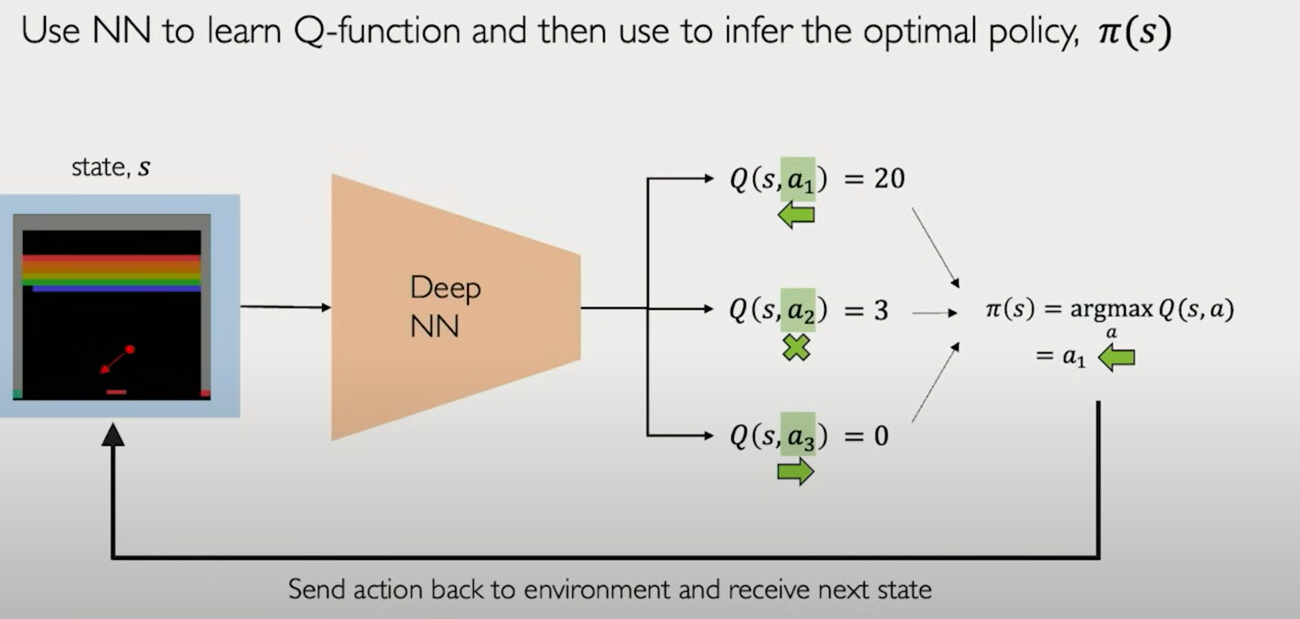 Use NN to learn Q-function and then use to infer the optimal policy, π(s)
state, s
Deep
NN
Q(s, a₁) = 20
Q(s, a₂) = 3
Q(s, a₃) = 0
π(s) = argmax Q(s, a)
a
= a₁
Send action back to environment and receive next state